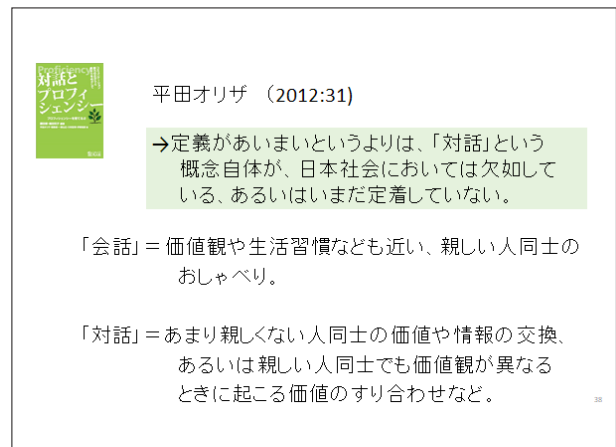 Proficiency
対話と
プロフィ
シェンシー
平田オリザ （2012:31)
→定義があいまいというよりは、「対話」という
概念自体が、日本社会においては欠如して
いる、あるいはいまだ定着していない。
「会話」＝価値観や生活習慣なども近い、親しい人同士の
おしゃべり。
「対話」＝あまり親しくない人同士の価値や情報の交換、
あるいは親しい人同士でも価値観が異なる
ときに起こる価値のすり合わせなど。
38